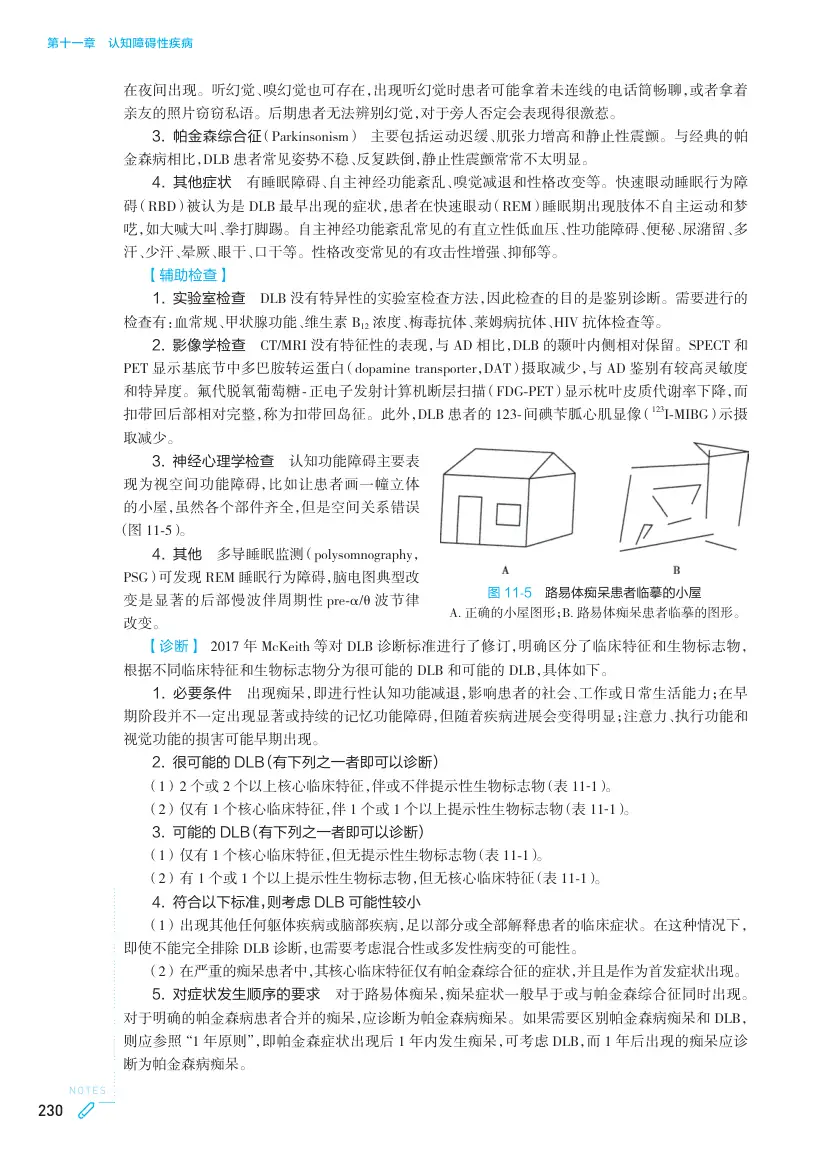 第十一章 认知障碍性疾病
在夜间出现。听幻觉、嗅幻觉也可存在,出现听幻觉时患者可能拿着未连线的电话筒畅聊,或者拿着
亲友的照片窃窃私语。后期患者无法辨别幻觉,对于旁人否定会表现得很激惹。
3. 帕金森综合征(Parkinsonism) 主要包括运动迟缓、肌张力增高和静止性震颤。与经典的帕
金森病相比,DLB 患者常见姿势不稳、反复跌倒,静止性震颤常常不太明显。
4. 其他症状 有睡眠障碍、自主神经功能紊乱、嗅觉减退和性格改变等。快速眼动睡眠行为障
碍(RBD)被认为是 DLB 最早出现的症状,患者在快速眼动(REM)睡眠期出现肢体不自主运动和梦
呓,如大喊大叫、拳打脚踢。自主神经功能紊乱常见的有直立性低血压、性功能障碍、便秘、尿潴留、多
汗、少汗、晕厥、眼干、口干等。性格改变常见的有攻击性增强、抑郁等。
【辅助检查】
1. 实验室检查 DLB 没有特异性的实验室检查方法,因此检查的目的是鉴别诊断。需要进行的
检查有:血常规、甲状腺功能、维生素 B₁₂ 浓度、梅毒抗体、莱姆病抗体、HIV 抗体检查等。
2. 影像学检查 CT/MRI 没有特征性的表现,与 AD 相比,DLB 的颞叶内侧相对保留。SPECT 和
PET 显示基底节中多巴胺转运蛋白(dopamine transporter,DAT)摄取减少,与 AD 鉴别有较高灵敏度
和特异度。氟代脱氧葡萄糖-正电子发射计算机断层扫描(FDG-PET)显示枕叶皮质代谢率下降,而
扣带回后部相对完整,称为扣带回岛征。此外,DLB 患者的 123-间碘苄胍心肌显像(¹²³I-MIBG)示摄
取减少。
3. 神经心理学检查 认知功能障碍主要表
现为视空间功能障碍,比如让患者画一幢立体
的小屋,虽然各个部件齐全,但是空间关系错误
(图 11-5)。
4. 其他 多导睡眠监测(polysomnography,
PSG)可发现 REM 睡眠行为障碍,脑电图典型改
变是显著的后部慢波伴周期性 pre-α/θ 波节律
改变。
A B
图 11-5 路易体痴呆患者临摹的小屋
A. 正确的小屋图形;B. 路易体痴呆患者临摹的图形。
【诊断】 2017 年 McKeith 等对 DLB 诊断标准进行了修订,明确区分了临床特征和生物标志物,
根据不同临床特征和生物标志物分为很可能的 DLB 和可能的 DLB,具体如下。
1. 必要条件 出现痴呆,即进行性认知功能减退,影响患者的社会、工作或日常生活能力;在早
期阶段并不一定出现显著或持续的记忆功能障碍,但随着疾病进展会变得明显;注意力、执行功能和
视觉功能的损害可能早期出现。
2. 很可能的 DLB(有下列之一者即可以诊断)
(1)2 个或 2 个以上核心临床特征,伴或不伴提示性生物标志物(表 11-1)。
(2)仅有 1 个核心临床特征,伴 1 个或 1 个以上提示性生物标志物(表 11-1)。
3. 可能的 DLB(有下列之一者即可以诊断)
(1)仅有 1 个核心临床特征,但无提示性生物标志物(表 11-1)。
(2)有 1 个或 1 个以上提示性生物标志物,但无核心临床特征(表 11-1)。
4. 符合以下标准,则考虑 DLB 可能性较小
(1)出现其他任何躯体疾病或脑部疾病,足以部分或全部解释患者的临床症状。在这种情况下,
即使不能完全排除 DLB 诊断,也需要考虑混合性或多发性病变的可能性。
(2)在严重的痴呆患者中,其核心临床特征仅有帕金森综合征的症状,并且是作为首发症状出现。
5. 对症状发生顺序的要求 对于路易体痴呆,痴呆症状一般早于或与帕金森综合征同时出现。
对于明确的帕金森病患者合并的痴呆,应诊断为帕金森病痴呆。如果需要区别帕金森病痴呆和 DLB,
则应参照 “1 年原则”,即帕金森症状出现后 1 年内发生痴呆,可考虑 DLB,而 1 年后出现的痴呆应诊
断为帕金森病痴呆。
NOTES
230